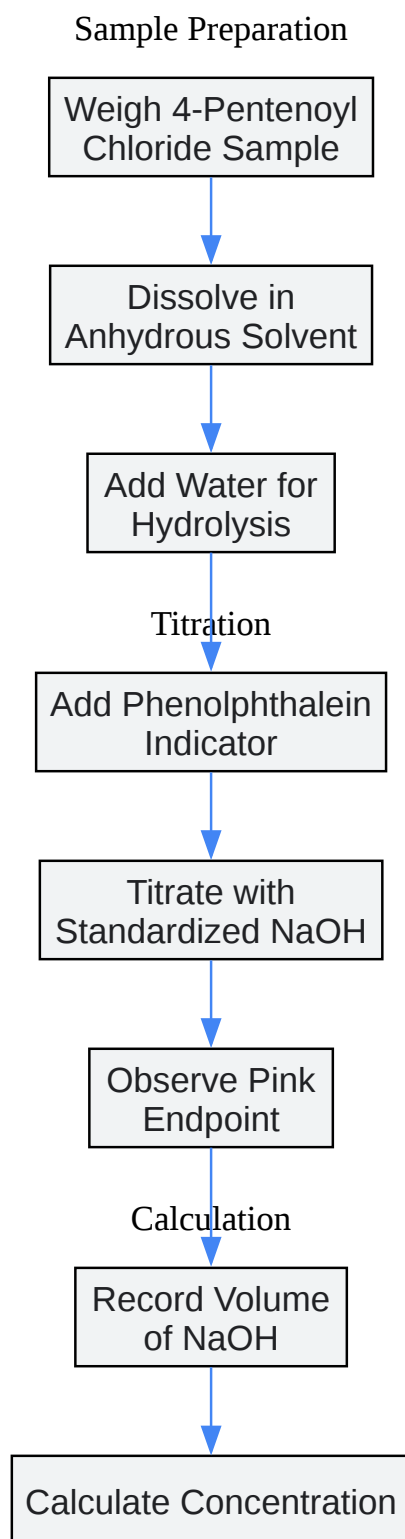 Sample Preparation
Weigh 4-Pentenoyl
Chloride Sample
Dissolve in
Anhydrous Solvent
Add Water for
Hydrolysis
Titration
Add Phenolphthalein
Indicator
Titrate with
Standardized NaOH
Observe Pink
Endpoint
Calculation
Record Volume
of NaOH
Calculate Concentration